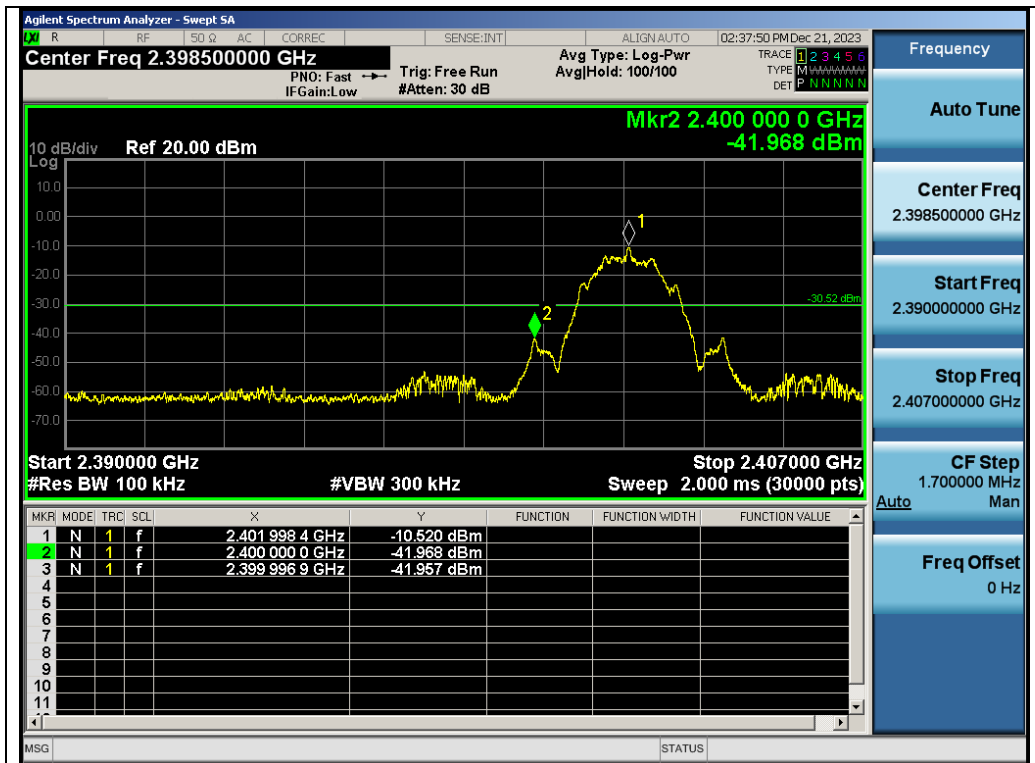 Agilent Spectrum Analyzer - Swept SA
LXI R RF 50 Ω AC CORREC SENSE:INT ALIGN AUTO 02:37:50 PM Dec 21, 2023
Center Freq 2.398500000 GHz
PNO: Fast
IFGain:Low
Trig: Free Run
#Atten: 30 dB
Avg Type: Log-Pwr
Avg|Hold: 100/100
TRACE 1 2 3 4 5 6
TYPE M
DET P N N N N N
Mkr2 2.400 000 0 GHz
-41.968 dBm
10 dB/div Ref 20.00 dBm
Log
10.0
0.00
-10.0
-20.0
-30.0
-40.0
-50.0
-60.0
-70.0
1
2
-30.52 dBm
Start 2.390000 GHz Stop 2.407000 GHz
#Res BW 100 kHz #VBW 300 kHz Sweep 2.000 ms (30000 pts)
MKR MODE TRC SCL X Y FUNCTION FUNCTION WIDTH FUNCTION VALUE
1 N 1 f 2.401 998 4 GHz -10.520 dBm
2 N 1 f 2.400 000 0 GHz -41.968 dBm
3 N 1 f 2.399 996 9 GHz -41.957 dBm
4
5
6
7
8
9
10
11
MSG STATUS
Frequency
Auto Tune
Center Freq
2.398500000 GHz
Start Freq
2.390000000 GHz
Stop Freq
2.407000000 GHz
CF Step
1.700000 MHz
Auto Man
Freq Offset
0 Hz